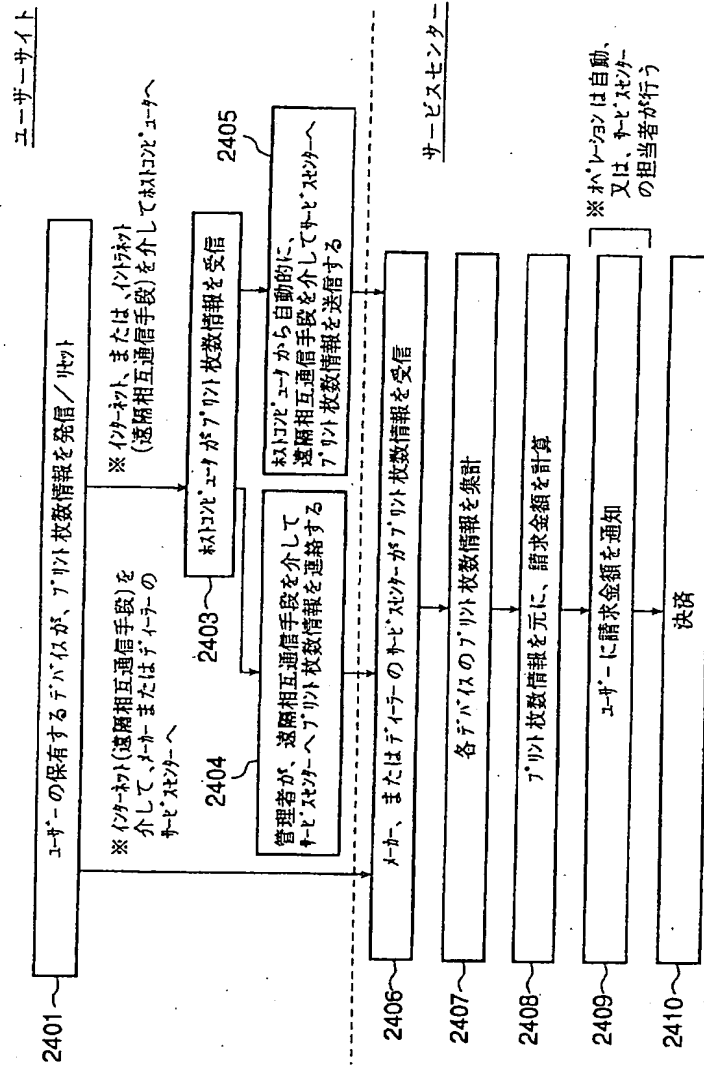 ユーザーサイト
2401
ユーザーの保有するデバイスが、プリント枚数情報を発信／リセット
※インターネット(遠隔相互通信手段)を
介して、メーカーまたはディーラーの
サービスセンターへ
※インターネット、または、イントラネット
(遠隔相互通信手段)を介してホストコンピュータへ
2403
ホストコンピュータがプリント枚数情報を受信
2404
管理者が、遠隔相互通信手段を介して
サービスセンターへプリント枚数情報を連絡する
2405
ホストコンピュータから自動的に、
遠隔相互通信手段を介してサービスセンターへ
プリント枚数情報を送信する
サービスセンター
2406
メーカー、またはディーラーのサービスセンターがプリント枚数情報を受信
2407
各デバイスのプリント枚数情報を集計
2408
プリント枚数情報を元に、請求金額を計算
2409
ユーザーに請求金額を通知
※オペレーションは自動、
又は、サービスセンター
の担当者が行う
2410
決済